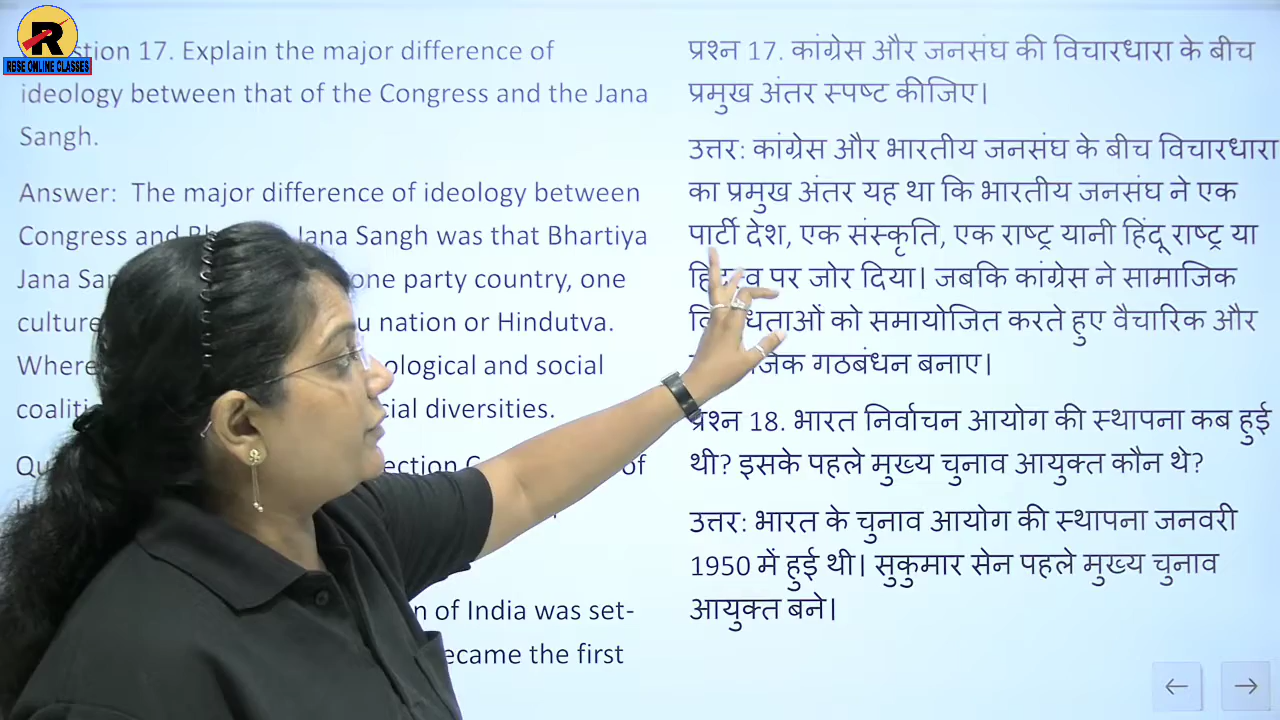 R
RBSE ONLINE CLASSES
stion 17. Explain the major difference of
ideology between that of the Congress and the Jana
Sangh.
Answer: The major difference of ideology between
Congress and Jana Sangh was that Bhartiya
Jana San one party country, one
culture u nation or Hindutva.
Where ological and social
coaliti cial diversities.
Qu ection C of
n of India was set-
ecame the first
प्रश्न 17. कांग्रेस और जनसंघ की विचारधारा के बीच
प्रमुख अंतर स्पष्ट कीजिए।
उत्तर: कांग्रेस और भारतीय जनसंघ के बीच विचारधारा
का प्रमुख अंतर यह था कि भारतीय जनसंघ ने एक
पार्टी देश, एक संस्कृति, एक राष्ट्र यानी हिंदू राष्ट्र या
पर जोर दिया। जबकि कांग्रेस ने सामाजिक
को समायोजित करते हुए वैचारिक और
गठबंधन बनाए।
प्रश्न 18. भारत निर्वाचन आयोग की स्थापना कब हुई
थी? इसके पहले मुख्य चुनाव आयुक्त कौन थे?
उत्तर: भारत के चुनाव आयोग की स्थापना जनवरी
1950 में हुई थी। सुकुमार सेन पहले मुख्य चुनाव
आयुक्त बने।